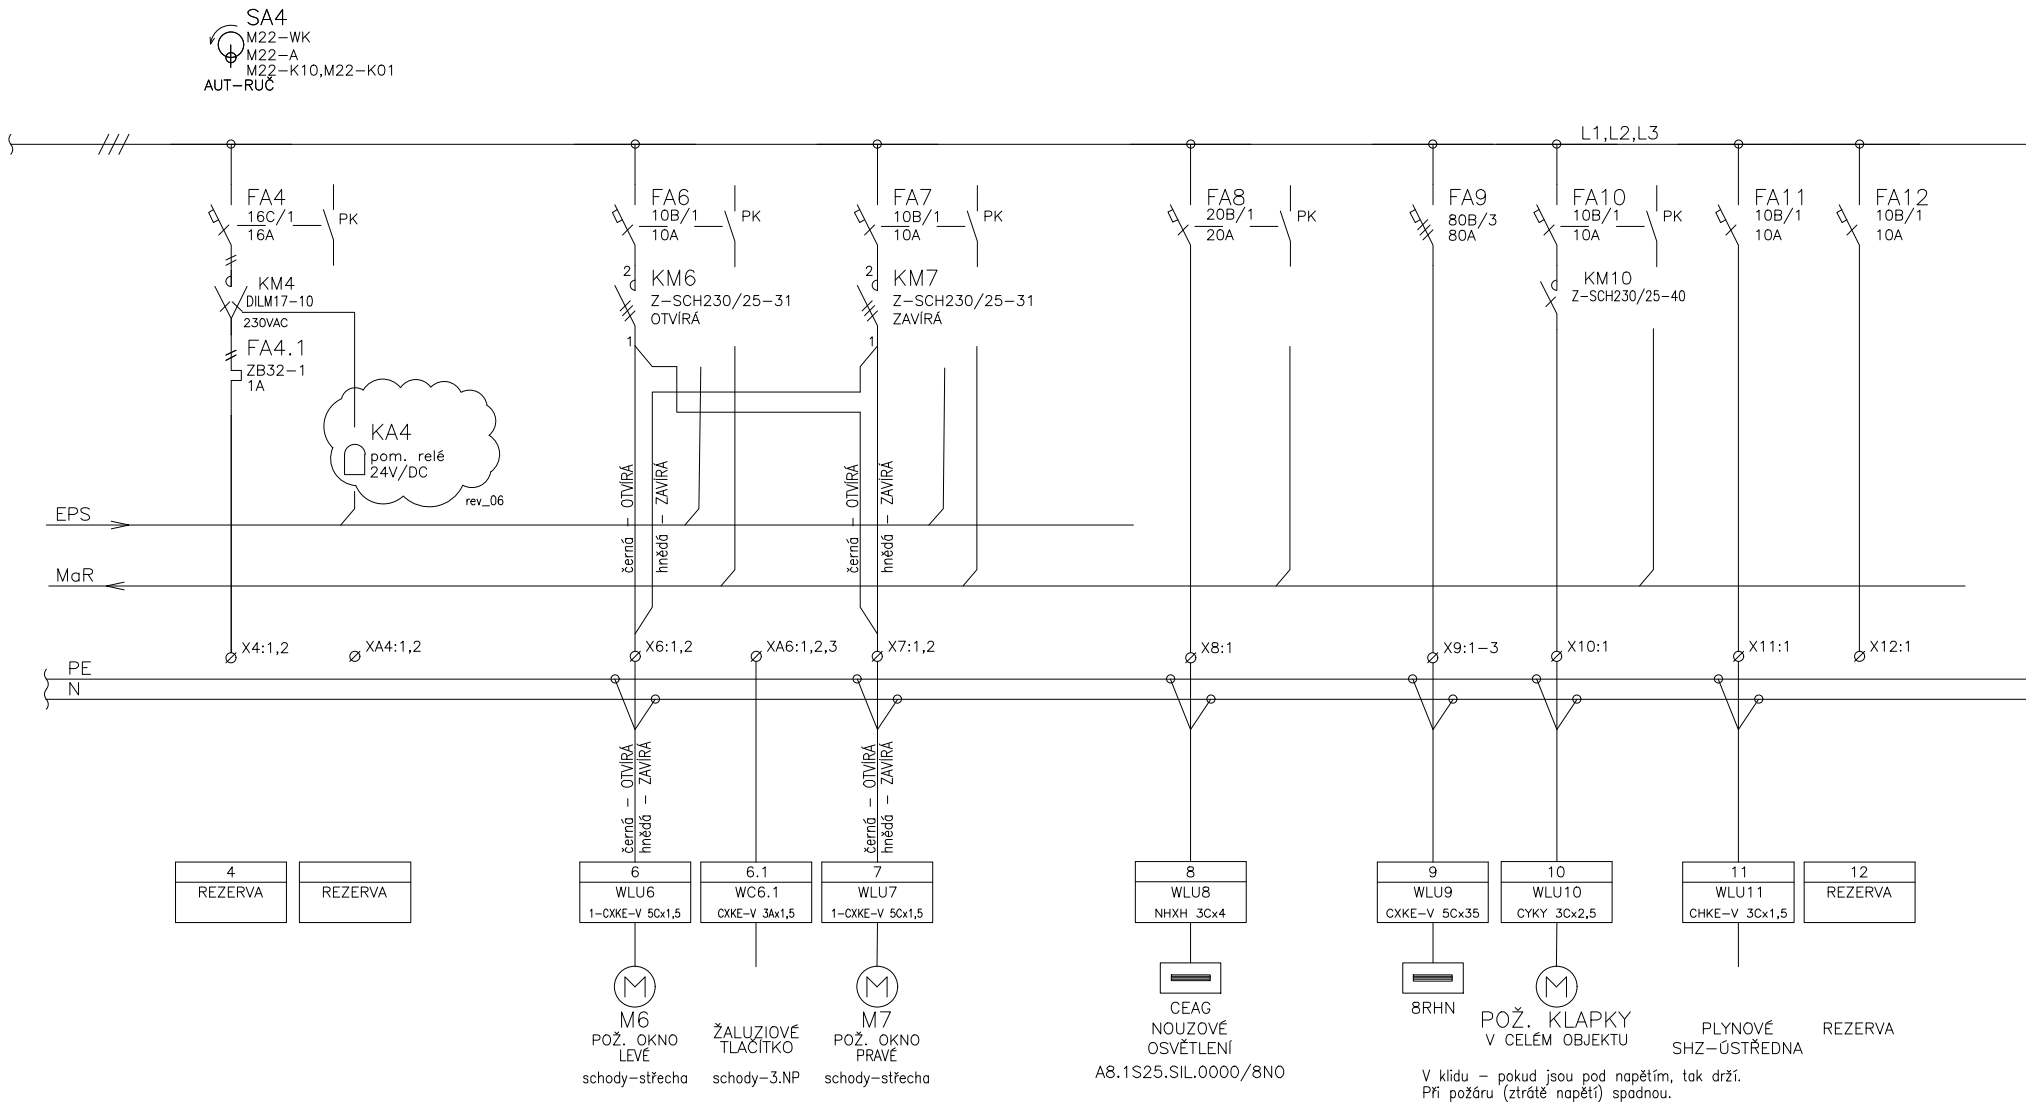 SA4
M22-WK
M22-A
M22-K10,M22-K01
AUT-RUČ
L1,L2,L3
FA4
16C/1
16A
PK
FA6
10B/1
10A
PK
FA7
10B/1
10A
PK
FA8
20B/1
20A
PK
FA9
80B/3
80A
FA10
10B/1
10A
PK
FA11
10B/1
10A
FA12
10B/1
10A
KM4
DILM17-10
230VAC
2
KM6
Z-SCH230/25-31
OTVÍRÁ
1
2
KM7
Z-SCH230/25-31
ZAVÍRÁ
1
KM10
Z-SCH230/25-40
FA4.1
ZB32-1
1A
KA4
pom. relé
24V/DC
rev_06
černá - OTVÍRÁ
hnědá - ZAVÍRÁ
černá - OTVÍRÁ
hnědá - ZAVÍRÁ
EPS
MaR
X4:1,2
XA4:1,2
X6:1,2
XA6:1,2,3
X7:1,2
X8:1
X9:1-3
X10:1
X11:1
X12:1
PE
N
černá - OTVÍRÁ
hnědá - ZAVÍRÁ
černá - OTVÍRÁ
hnědá - ZAVÍRÁ
4
REZERVA
REZERVA
6
WLU6
1-CXKE-V 5Cx1,5
6.1
WC6.1
CXKE-V 3Ax1,5
7
WLU7
1-CXKE-V 5Cx1,5
8
WLU8
NHXH 3Cx4
9
WLU9
CXKE-V 5Cx35
10
WLU10
CYKY 3Cx2,5
11
WLU11
CHKE-V 3Cx1,5
12
REZERVA
M
M6
POŽ. OKNO
LEVÉ
schody-střecha
ŽALUZIOVÉ
TLAČÍTKO
schody-3.NP
M
M7
POŽ. OKNO
PRAVÉ
schody-střecha
CEAG
NOUZOVÉ
OSVĚTLENÍ
A8.1S25.SIL.0000/8NO
8RHN
M
POŽ. KLAPKY
V CELÉM OBJEKTU
PLYNOVÉ
SHZ-ÚSTŘEDNA
REZERVA
V klidu - pokud jsou pod napětím, tak drží.
Při požáru (ztrátě napětí) spadnou.